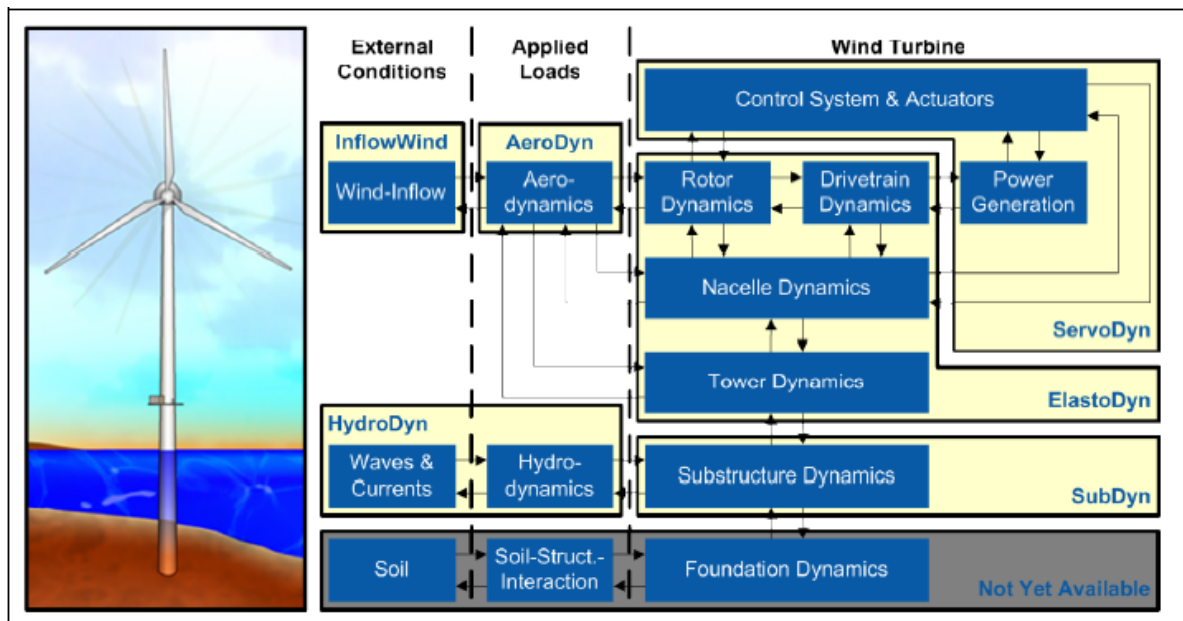 External
Conditions
Applied
Loads
Wind Turbine
Control System & Actuators
InflowWind
Wind-Inflow
AeroDyn
Aero-
dynamics
Rotor
Dynamics
Drivetrain
Dynamics
Power
Generation
Nacelle Dynamics
ServoDyn
Tower Dynamics
ElastoDyn
HydroDyn
Waves &
Currents
Hydro-
dynamics
Substructure Dynamics
SubDyn
Soil
Soil-Struct.-
Interaction
Foundation Dynamics
Not Yet Available